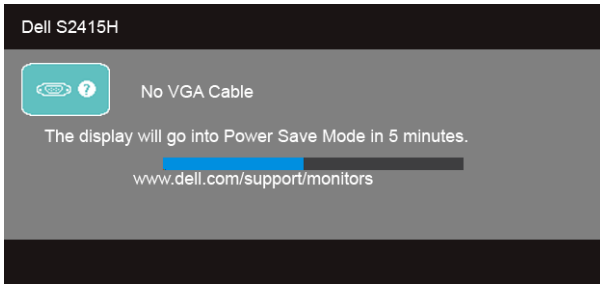 Dell S2415H
?
No VGA Cable
The display will go into Power Save Mode in 5 minutes.
www.dell.com/support/monitors